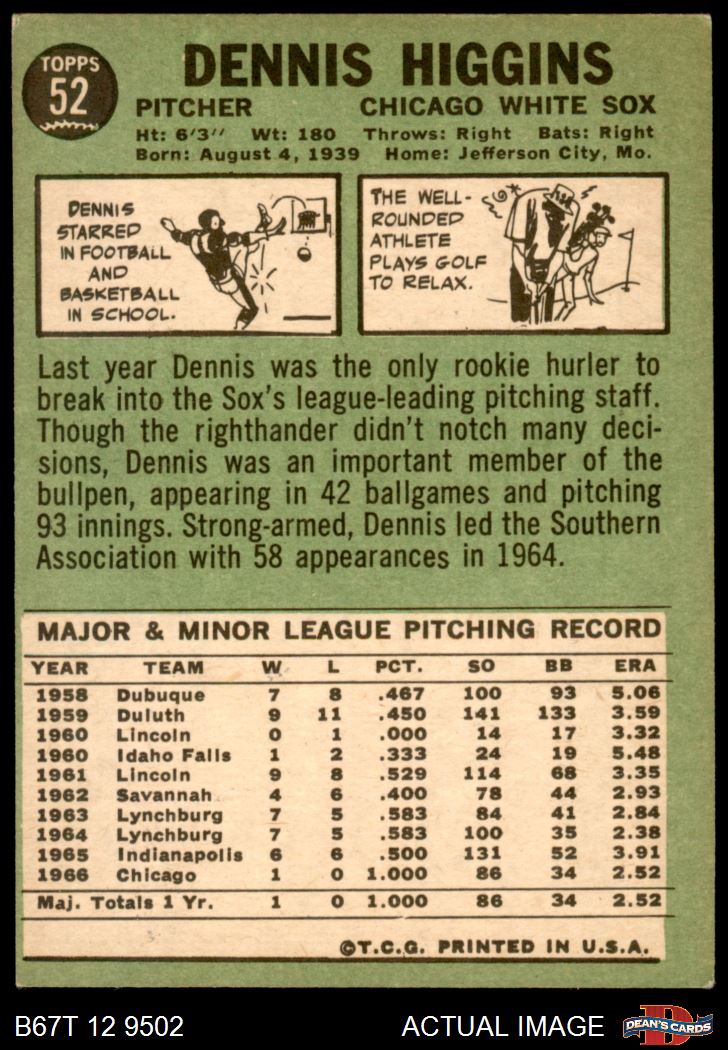 TOPPS
52
DENNIS HIGGINS
PITCHER CHICAGO WHITE SOX
Ht: 6'3'' Wt: 180 Throws: Right Bats: Right
Born: August 4, 1939 Home: Jefferson City, Mo.
DENNIS
STARRED
IN FOOTBALL
AND
BASKETBALL
IN SCHOOL.
THE WELL-
ROUNDED
ATHLETE
PLAYS GOLF
TO RELAX.
Last year Dennis was the only rookie hurler to
break into the Sox's league-leading pitching staff.
Though the righthander didn't notch many deci-
sions, Dennis was an important member of the
bullpen, appearing in 42 ballgames and pitching
93 innings. Strong-armed, Dennis led the Southern
Association with 58 appearances in 1964.
MAJOR & MINOR LEAGUE PITCHING RECORD
YEAR TEAM W L PCT. SO BB ERA
1958 Dubuque 7 8 .467 100 93 5.06
1959 Duluth 9 11 .450 141 133 3.59
1960 Lincoln 0 1 .000 14 17 3.32
1960 Idaho Falls 1 2 .333 24 19 5.48
1961 Lincoln 9 8 .529 114 68 3.35
1962 Savannah 4 6 .400 78 44 2.93
1963 Lynchburg 7 5 .583 84 41 2.84
1964 Lynchburg 7 5 .583 100 35 2.38
1965 Indianapolis 6 6 .500 131 52 3.91
1966 Chicago 1 0 1.000 86 34 2.52
Maj. Totals 1 Yr. 1 0 1.000 86 34 2.52
©T.C.G. PRINTED IN U.S.A.
B67T 12 9502 ACTUAL IMAGE
D
DEAN'S CARDS